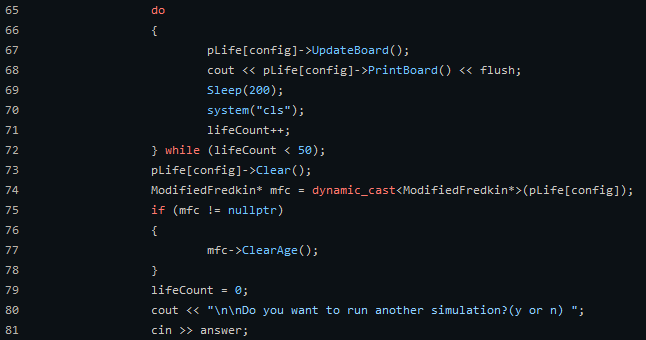 65 do
66 {
67 pLife[config]->UpdateBoard();
68 cout << pLife[config]->PrintBoard() << flush;
69 Sleep(200);
70 system("cls");
71 lifeCount++;
72 } while (lifeCount < 50);
73 pLife[config]->Clear();
74 ModifiedFredkin* mfc = dynamic_cast<ModifiedFredkin*>(pLife[config]);
75 if (mfc != nullptr)
76 {
77 mfc->ClearAge();
78 }
79 lifeCount = 0;
80 cout << "\n\nDo you want to run another simulation?(y or n) ";
81 cin >> answer;